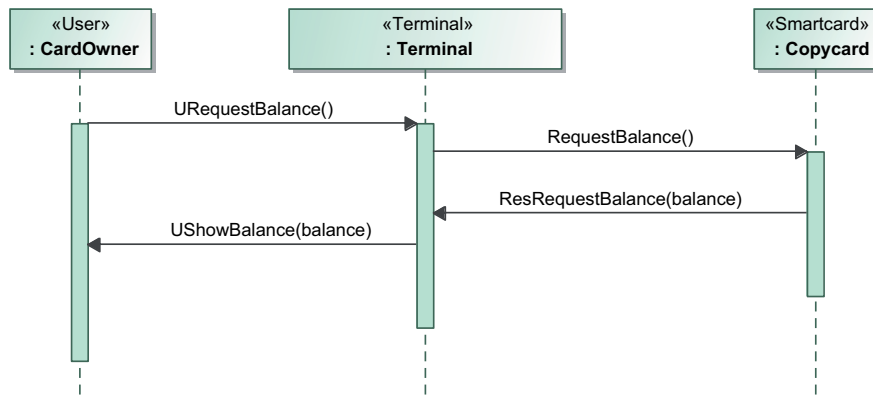 «User»
: CardOwner
«Terminal»
: Terminal
«Smartcard»
: Copycard
URequestBalance()
RequestBalance()
ResRequestBalance(balance)
UShowBalance(balance)